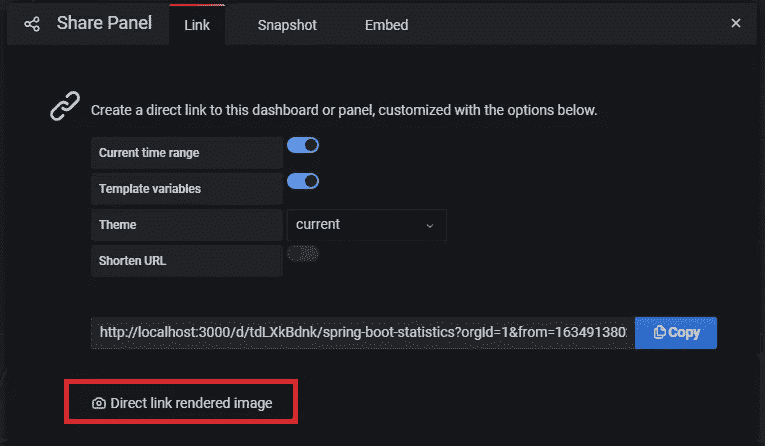 Share Panel Link Snapshot Embed
Create a direct link to this dashboard or panel, customized with the options below.
Current time range
Template variables
Theme current
Shorten URL
http://localhost:3000/d/tdLXkBdnk/spring-boot-statistics?orgId=1&from=163491380 Copy
Direct link rendered image